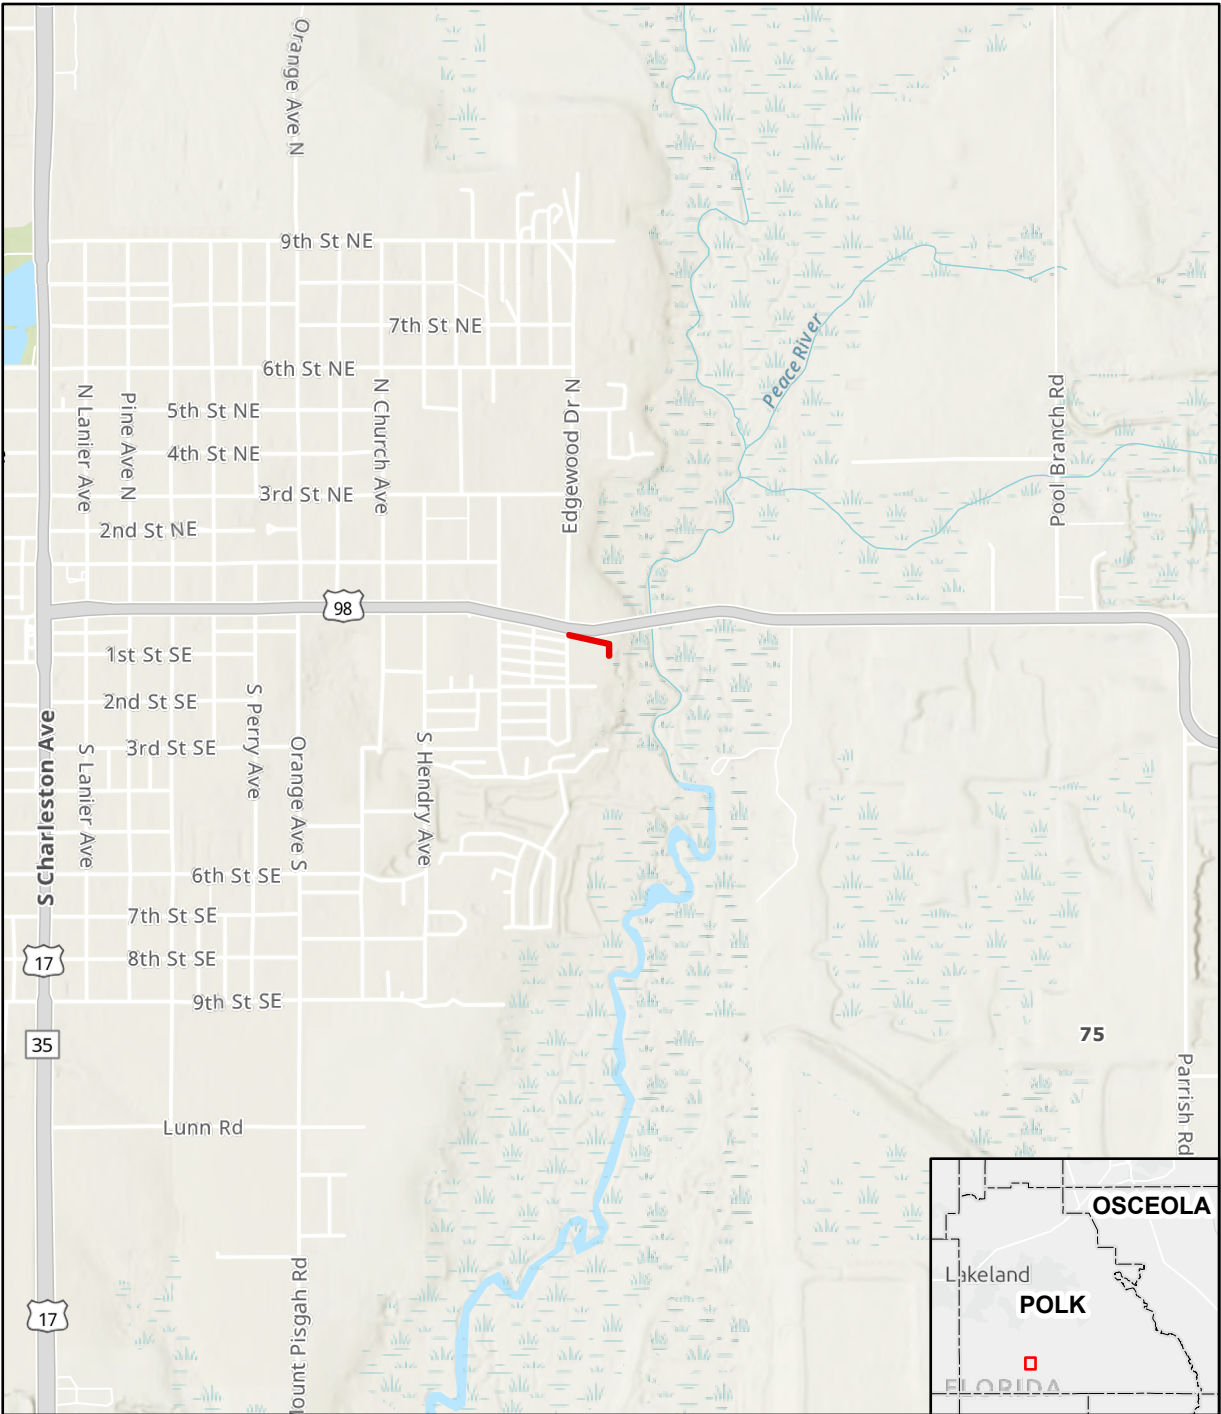 Orange Ave N
9th St NE
7th St NE
Peace River
6th St NE
N Lanier Ave
Pine Ave N
5th St NE
N Church Ave
Edgewood Dr N
Pool Branch Rd
4th St NE
3rd St NE
2nd St NE
98
1st St SE
2nd St SE
S Perry Ave
3rd St SE
S Charleston Ave
S Lanier Ave
Orange Ave S
S Hendry Ave
6th St SE
7th St SE
17
8th St SE
9th St SE
35
75
Parrish Rd
Lunn Rd
OSCEOLA
Lakeland
POLK
17
Mount Pisgah Rd
FLORIDA